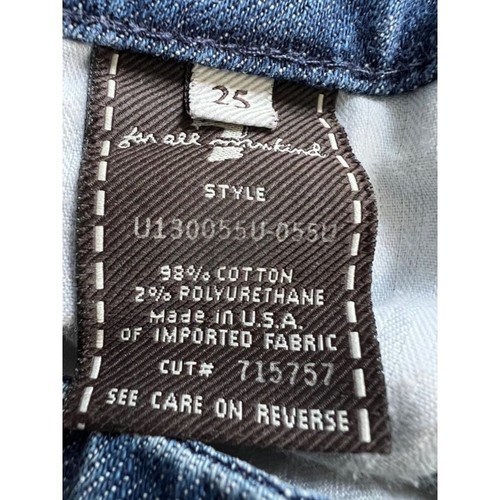 25
for all mankind
7
STYLE
U130055U-055U
98% COTTON
2% POLYURETHANE
Made in U.S.A.
OF IMPORTED FABRIC
CUT# 715757
SEE CARE ON REVERSE